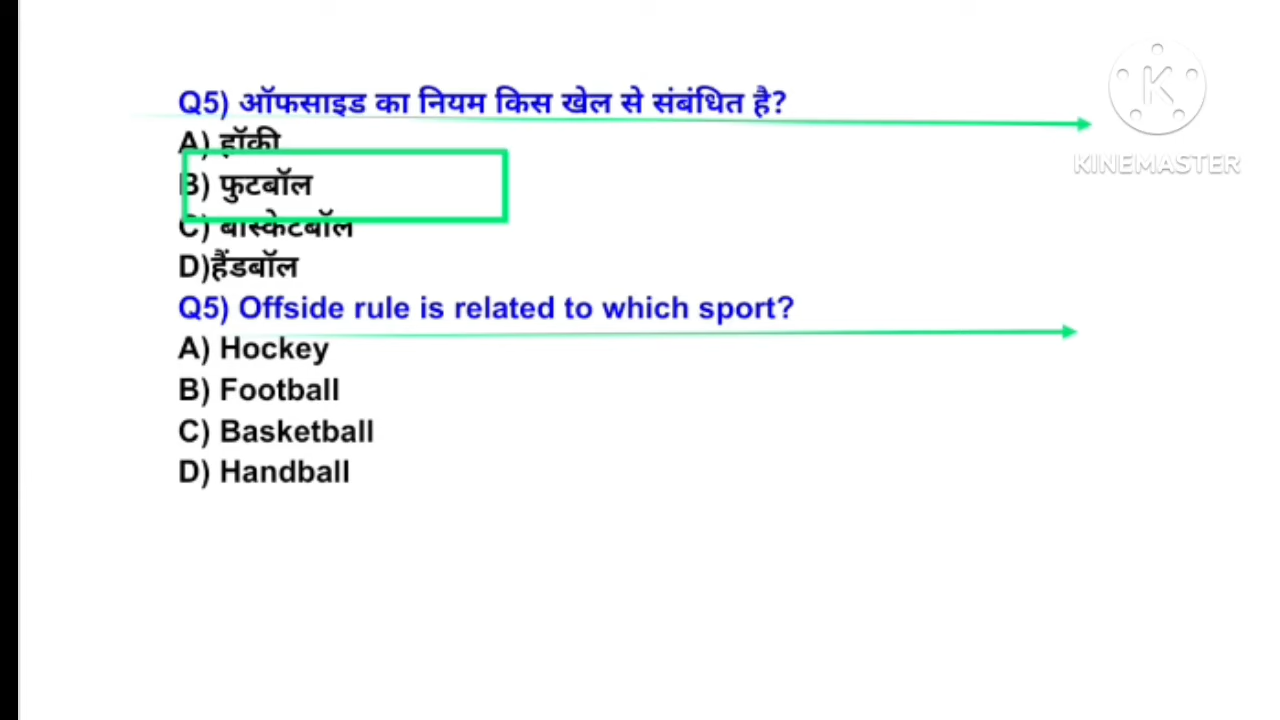 Q5) ऑफसाइड का नियम किस खेल से संबंधित है?
A) हॉकी
B) फुटबॉल
C) बास्केटबॉल
D)हैंडबॉल
Q5) Offside rule is related to which sport?
A) Hockey
B) Football
C) Basketball
D) Handball
K
KINEMASTER